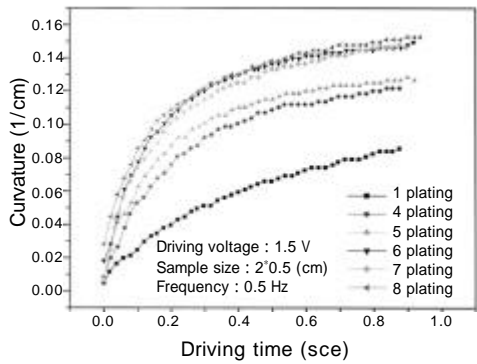 Curvature (1/cm)
0.16
0.14
0.12
0.10
0.08
0.06
0.04
0.02
0.00
1 plating
4 plating
5 plating
6 plating
7 plating
8 plating
Driving voltage : 1.5 V
Sample size : 2*0.5 (cm)
Frequency : 0.5 Hz
0.0 0.2 0.4 0.6 0.8 1.0
Driving time (sce)